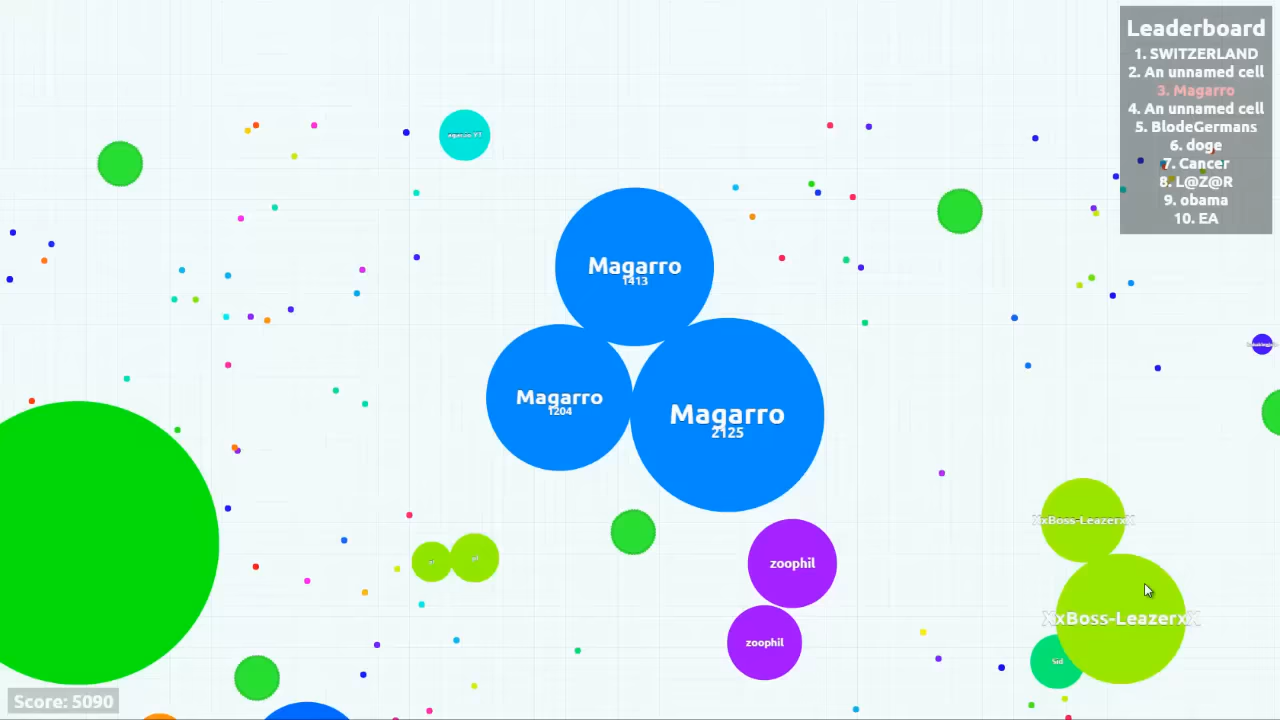 Leaderboard
1. SWITZERLAND
2. An unnamed cell
3. Magarro
4. An unnamed cell
5. BlodeGermans
6. doge
7. Cancer
8. L@Z@R
9. obama
10. EA
Magarro
1413
Magarro
1204
Magarro
2125
XxBoss-LeazerxX
zoophil
XxBoss-LeazerxX
zoophil
Sid
Score: 5090